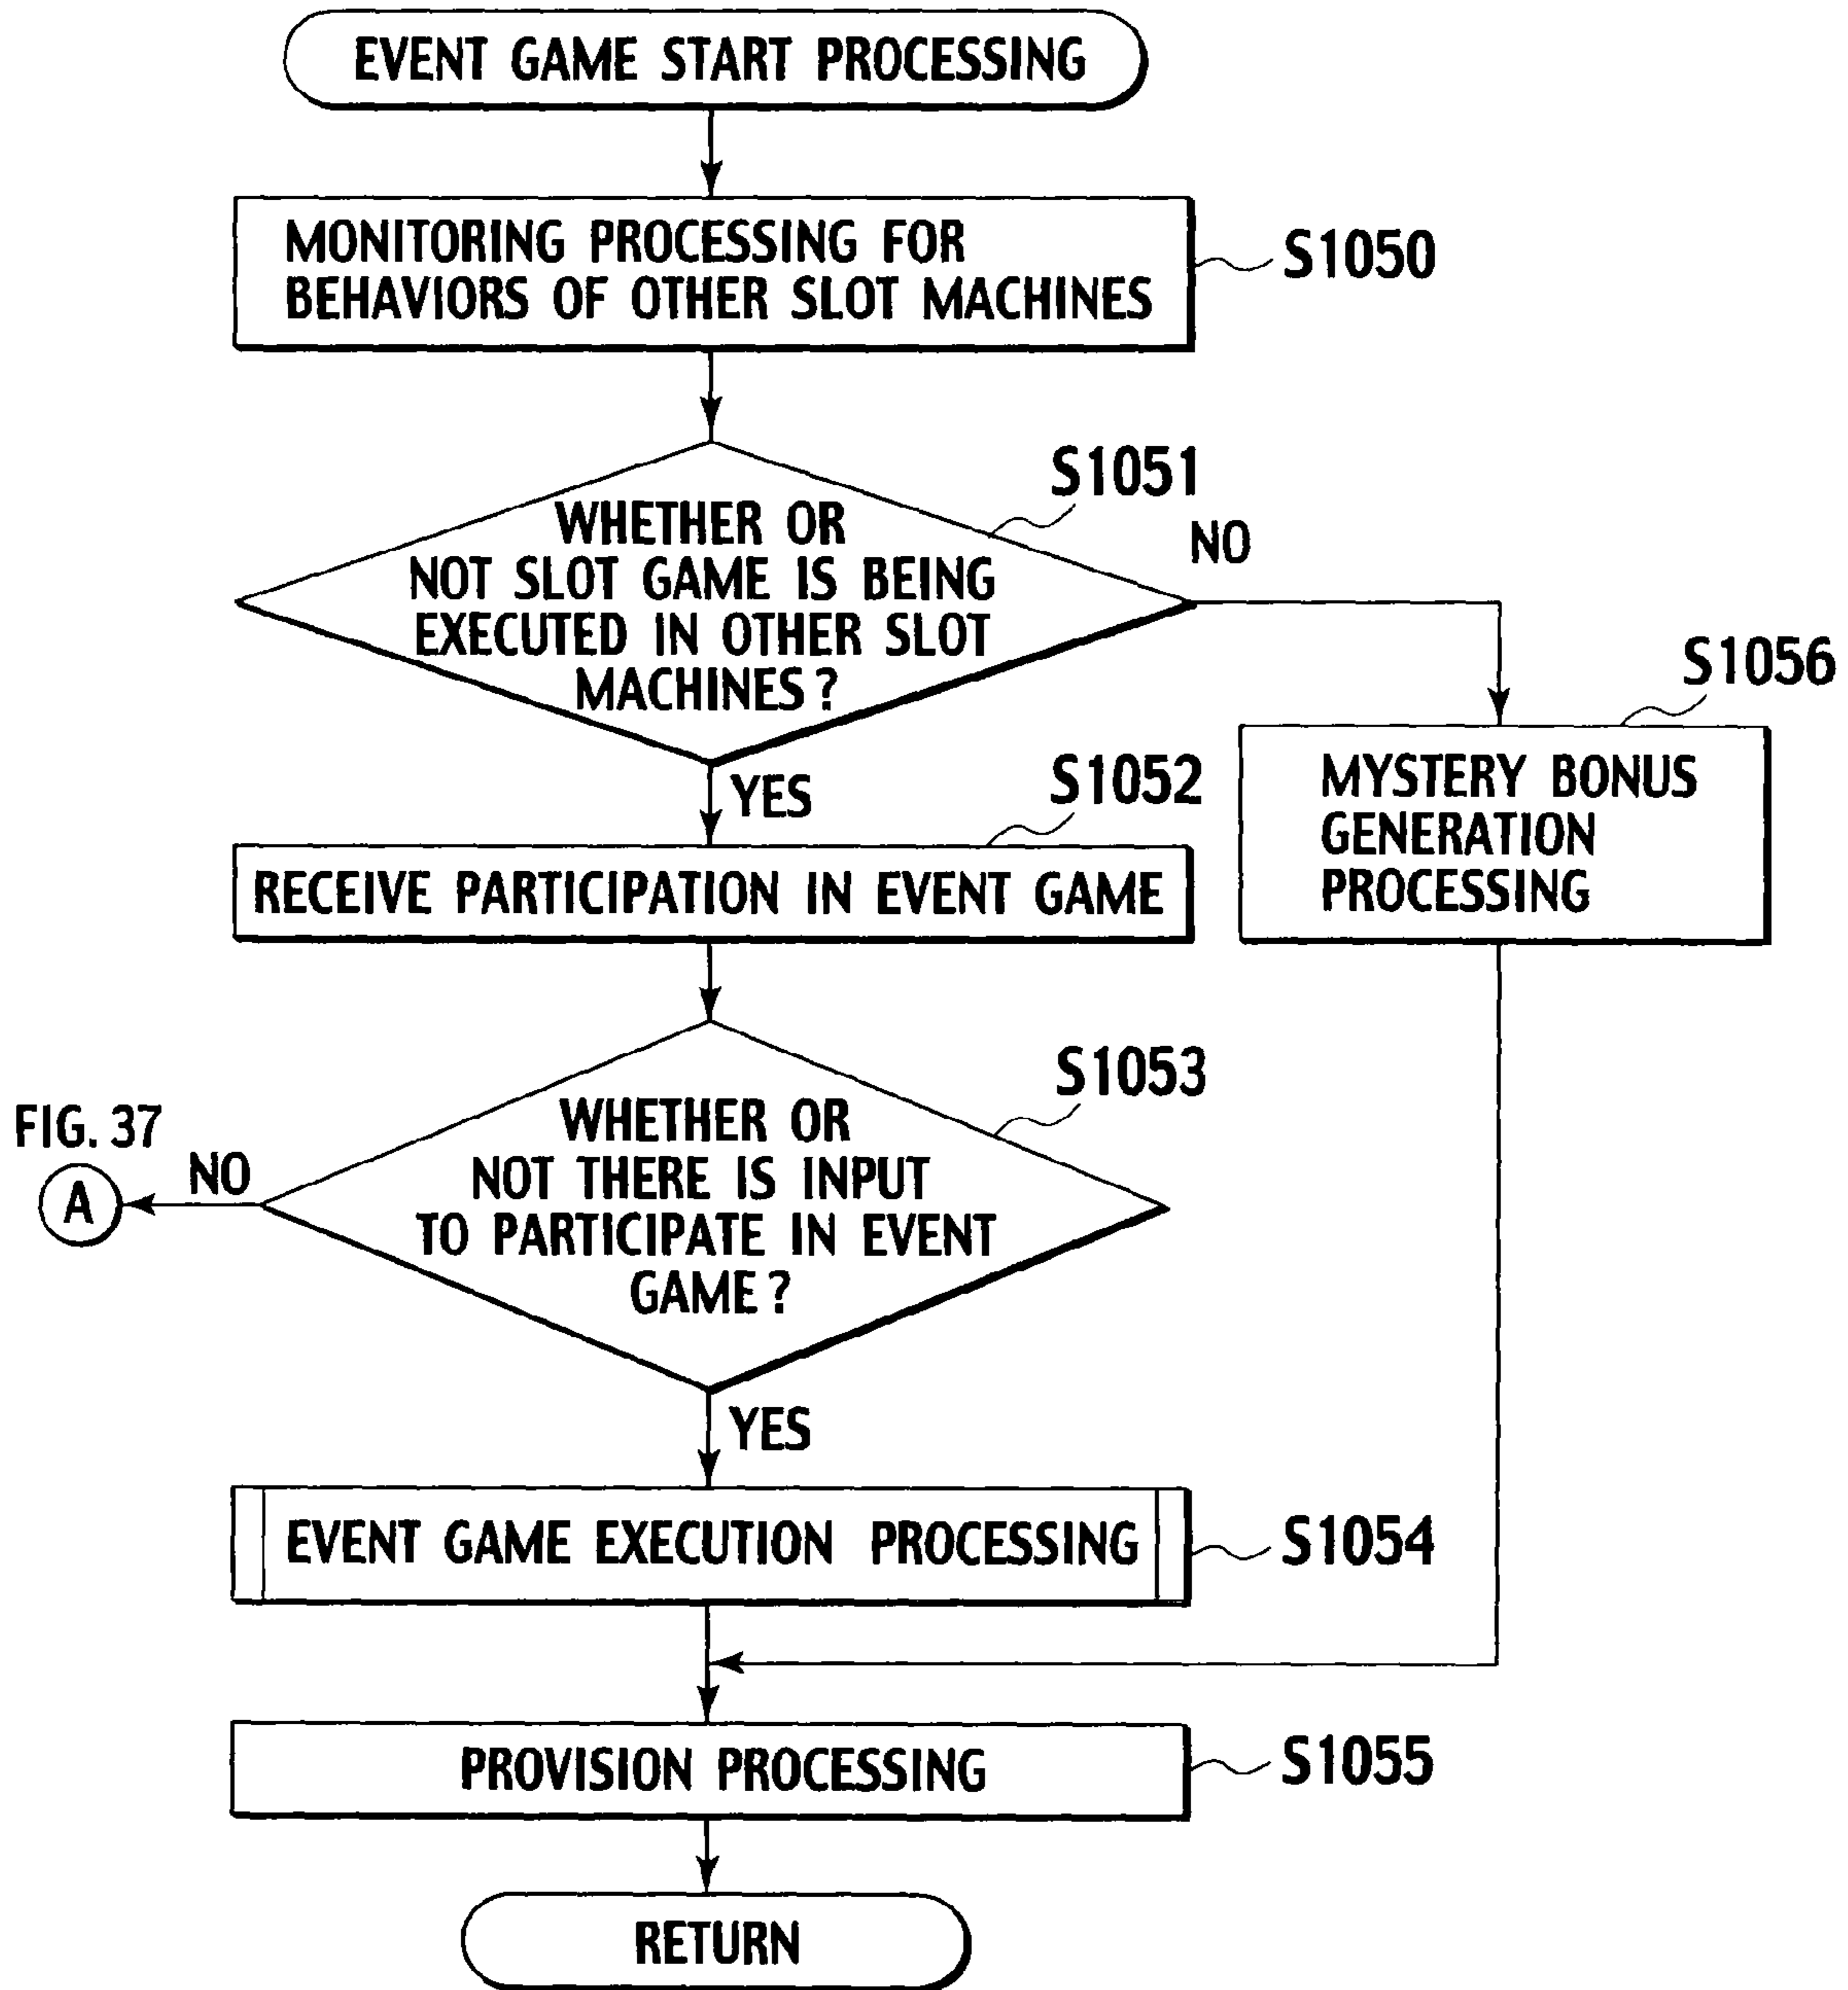 EVENT GAME START PROCESSING
MONITORING PROCESSING FOR
BEHAVIORS OF OTHER SLOT MACHINES
S1050
S1051
WHETHER OR
NOT SLOT GAME IS BEING
EXECUTED IN OTHER SLOT
MACHINES?
NO
YES
S1056
MYSTERY BONUS
GENERATION
PROCESSING
S1052
RECEIVE PARTICIPATION IN EVENT GAME
S1053
WHETHER OR
NOT THERE IS INPUT
TO PARTICIPATE IN EVENT
GAME?
FIG. 37
A
NO
YES
EVENT GAME EXECUTION PROCESSING
S1054
PROVISION PROCESSING
S1055
RETURN